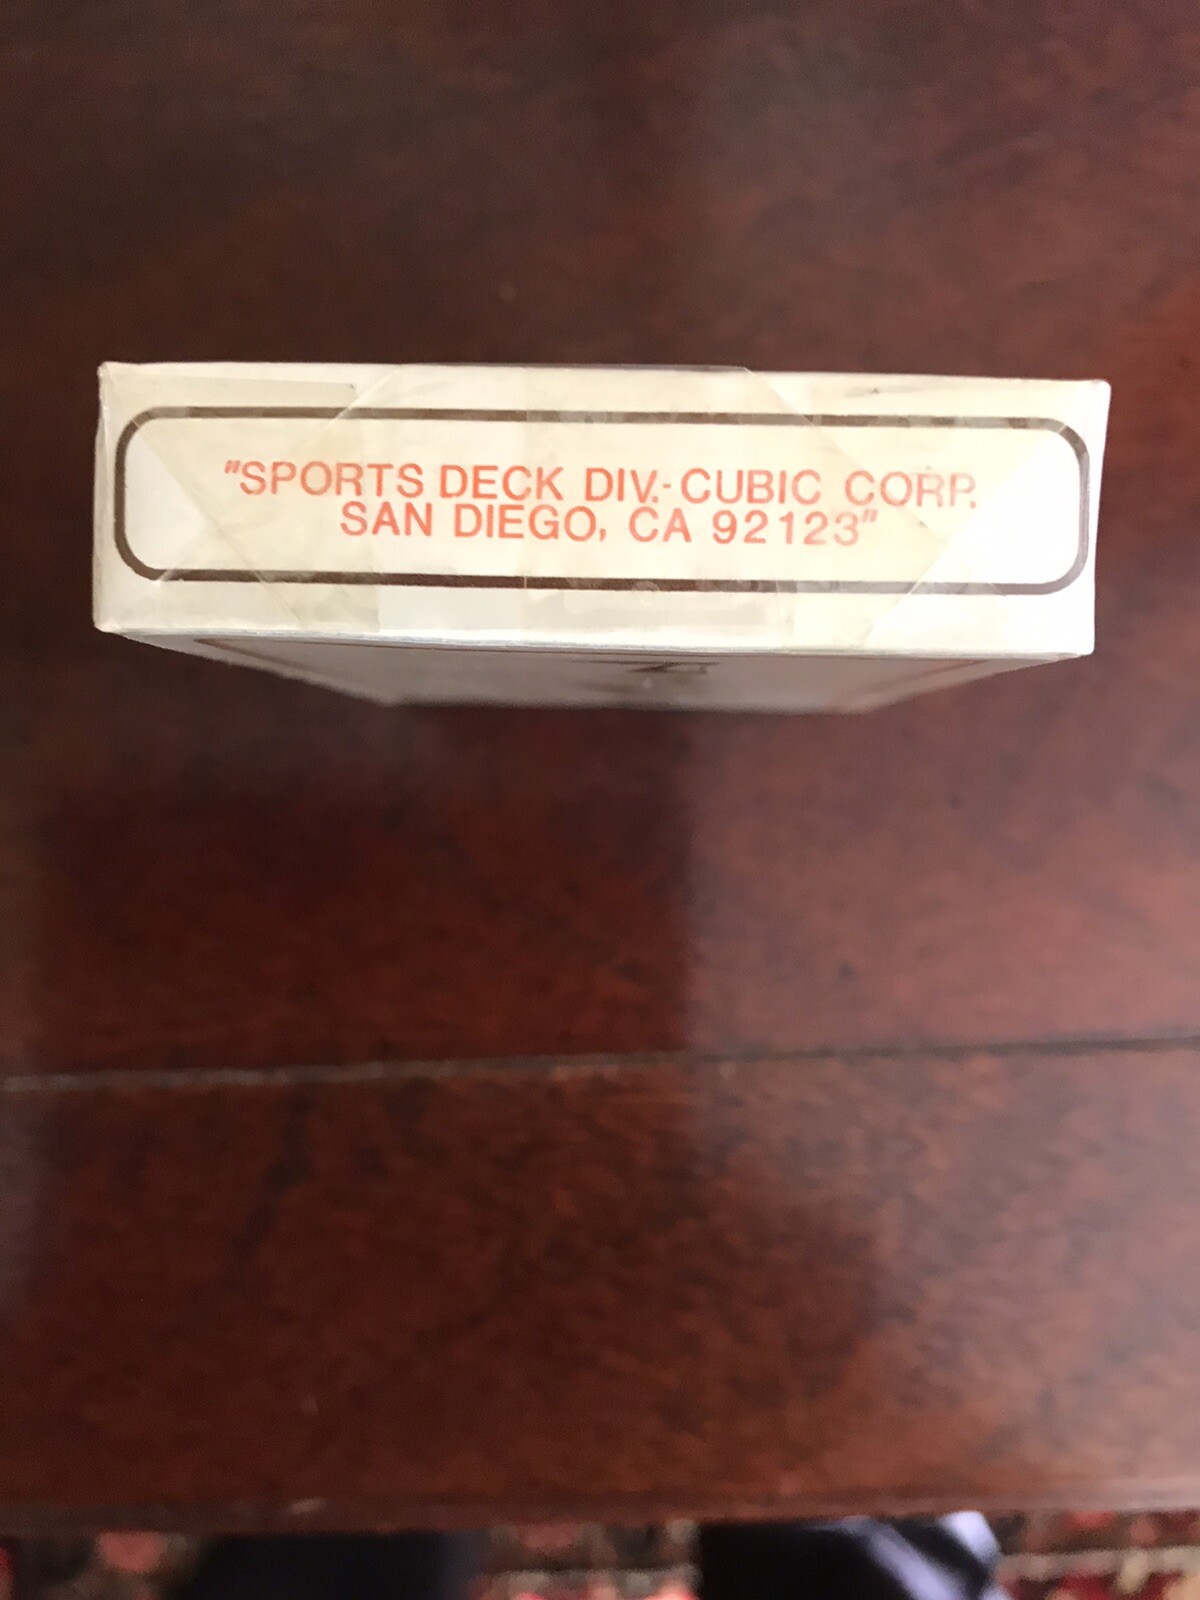 "SPORTS DECK DIV.-CUBIC CORP.
SAN DIEGO, CA 92123"